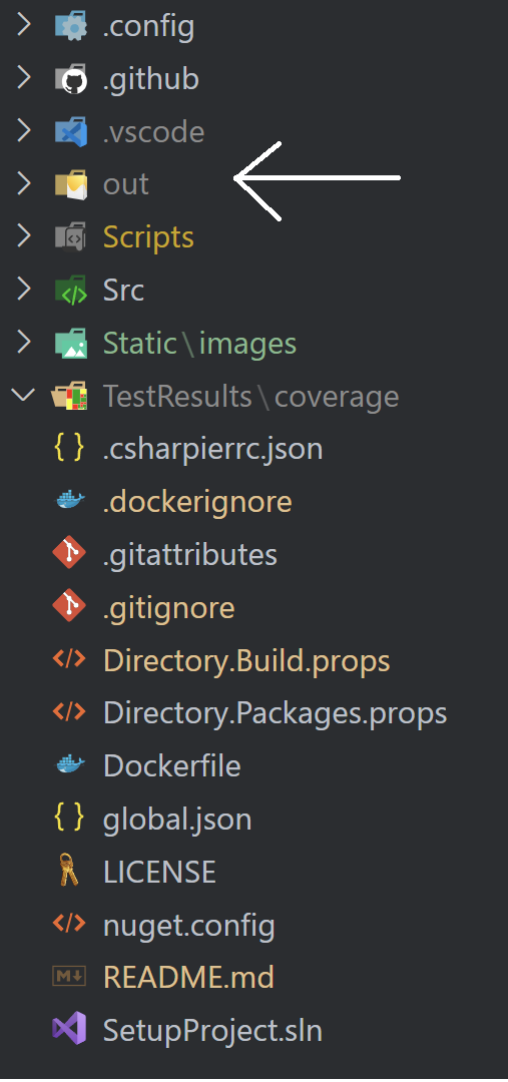 .config
.github
.vscode
out
Scripts
Src
Static\images
TestResults\coverage
.csharpierrc.json
.dockerignore
.gitattributes
.gitignore
Directory.Build.props
Directory.Packages.props
Dockerfile
global.json
LICENSE
nuget.config
README.md
SetupProject.sln